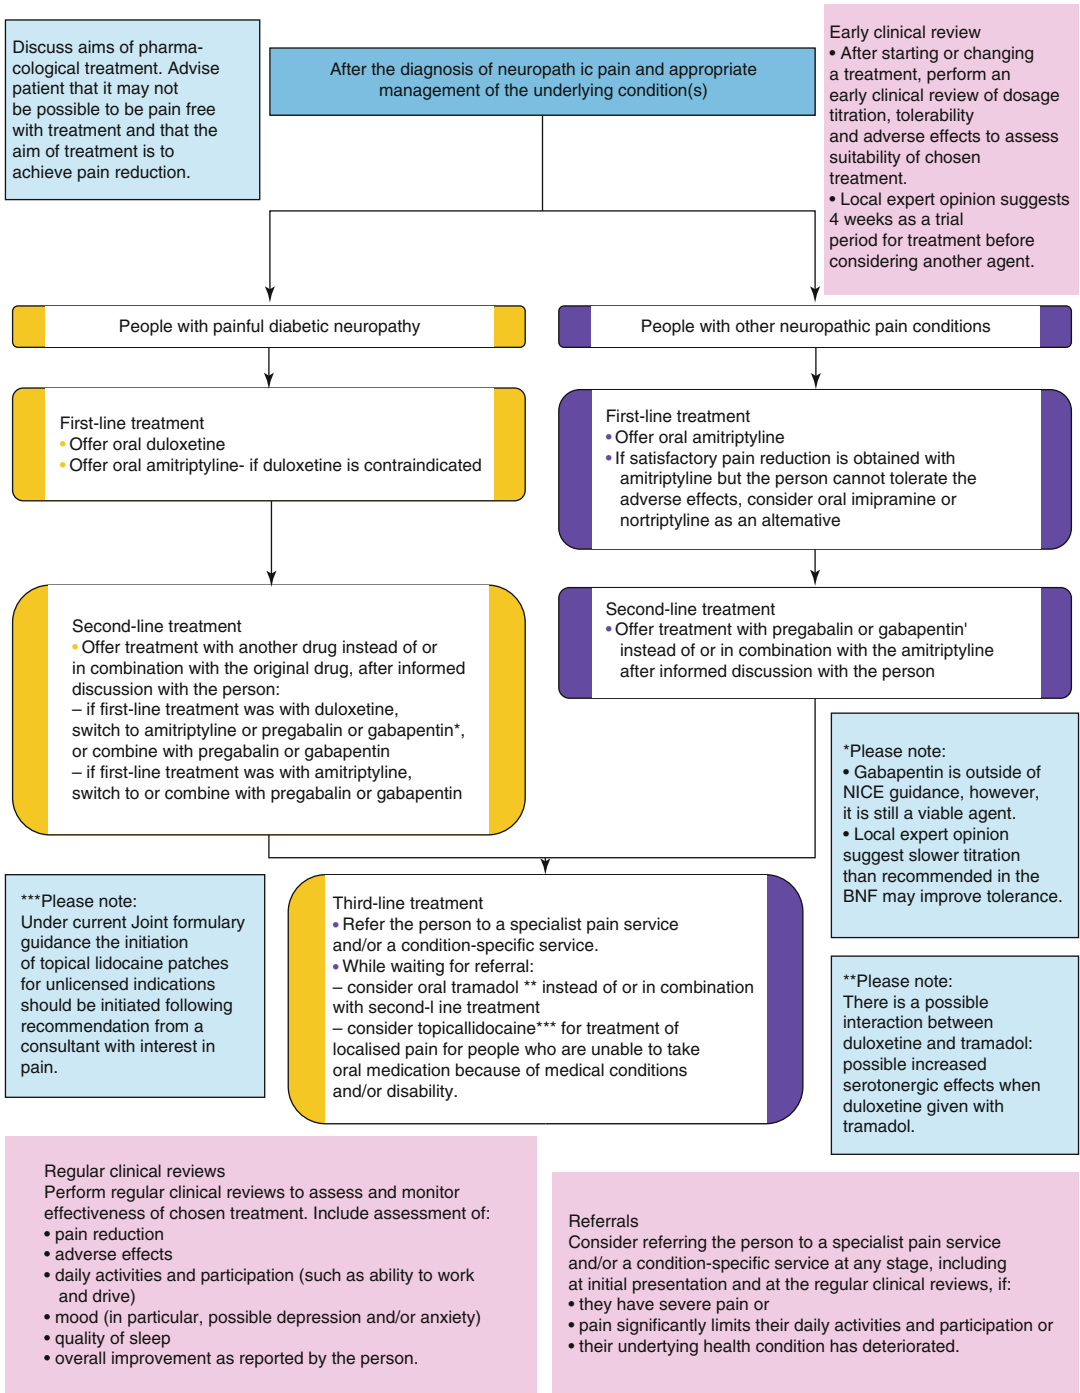 Discuss aims of pharma-
cological treatment. Advise
patient that it may not
be possible to be pain free
with treatment and that the
aim of treatment is to
achieve pain reduction.
After the diagnosis of neuropath ic pain and appropriate
management of the underlying condition(s)
Early clinical review
• After starting or changing
a treatment, perform an
early clinical review of dosage
titration, tolerability
and adverse effects to assess
suitability of chosen
treatment.
• Local expert opinion suggests
4 weeks as a trial
period for treatment before
considering another agent.
People with painful diabetic neuropathy
People with other neuropathic pain conditions
First-line treatment
• Offer oral duloxetine
• Offer oral amitriptyline- if duloxetine is contraindicated
First-line treatment
• Offer oral amitriptyline
• If satisfactory pain reduction is obtained with
amitriptyline but the person cannot tolerate the
adverse effects, consider oral imipramine or
nortriptyline as an altemative
Second-line treatment
• Offer treatment with another drug instead of or
in combination with the original drug, after informed
discussion with the person:
– if first-line treatment was with duloxetine,
switch to amitriptyline or pregabalin or gabapentin*,
or combine with pregabalin or gabapentin
– if first-line treatment was with amitriptyline,
switch to or combine with pregabalin or gabapentin
Second-line treatment
• Offer treatment with pregabalin or gabapentin'
instead of or in combination with the amitriptyline
after informed discussion with the person
*Please note:
• Gabapentin is outside of
NICE guidance, however,
it is still a viable agent.
• Local expert opinion
suggest slower titration
than recommended in the
BNF may improve tolerance.
***Please note:
Under current Joint formulary
guidance the initiation
of topical lidocaine patches
for unlicensed indications
should be initiated following
recommendation from a
consultant with interest in
pain.
Third-line treatment
• Refer the person to a specialist pain service
and/or a condition-specific service.
• While waiting for referral:
– consider oral tramadol ** instead of or in combination
with second-l ine treatment
– consider topicallidocaine*** for treatment of
localised pain for people who are unable to take
oral medication because of medical conditions
and/or disability.
**Please note:
There is a possible
interaction between
duloxetine and tramadol:
possible increased
serotonergic effects when
duloxetine given with
tramadol.
Regular clinical reviews
Perform regular clinical reviews to assess and monitor
effectiveness of chosen treatment. Include assessment of:
• pain reduction
• adverse effects
• daily activities and participation (such as ability to work
and drive)
• mood (in particular, possible depression and/or anxiety)
• quality of sleep
• overall improvement as reported by the person.
Referrals
Consider referring the person to a specialist pain service
and/or a condition-specific service at any stage, including
at initial presentation and at the regular clinical reviews, if:
• they have severe pain or
• pain significantly limits their daily activities and participation or
• their undertying health condition has deteriorated.